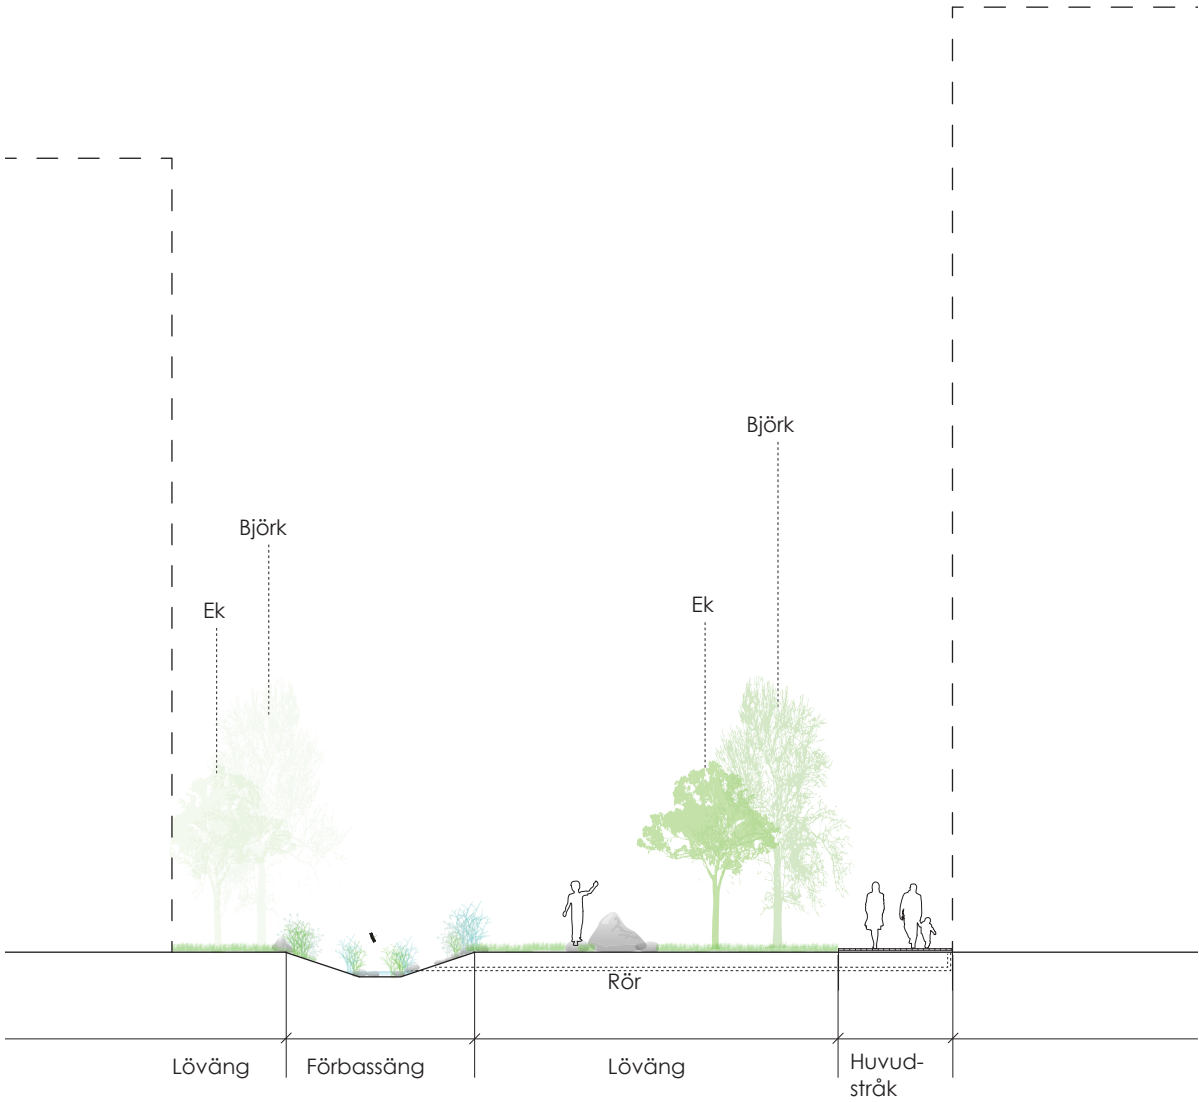 Björk
Björk
Ek
Ek
Rör
Löväng
Förbassäng
Löväng
Huvud-
stråk